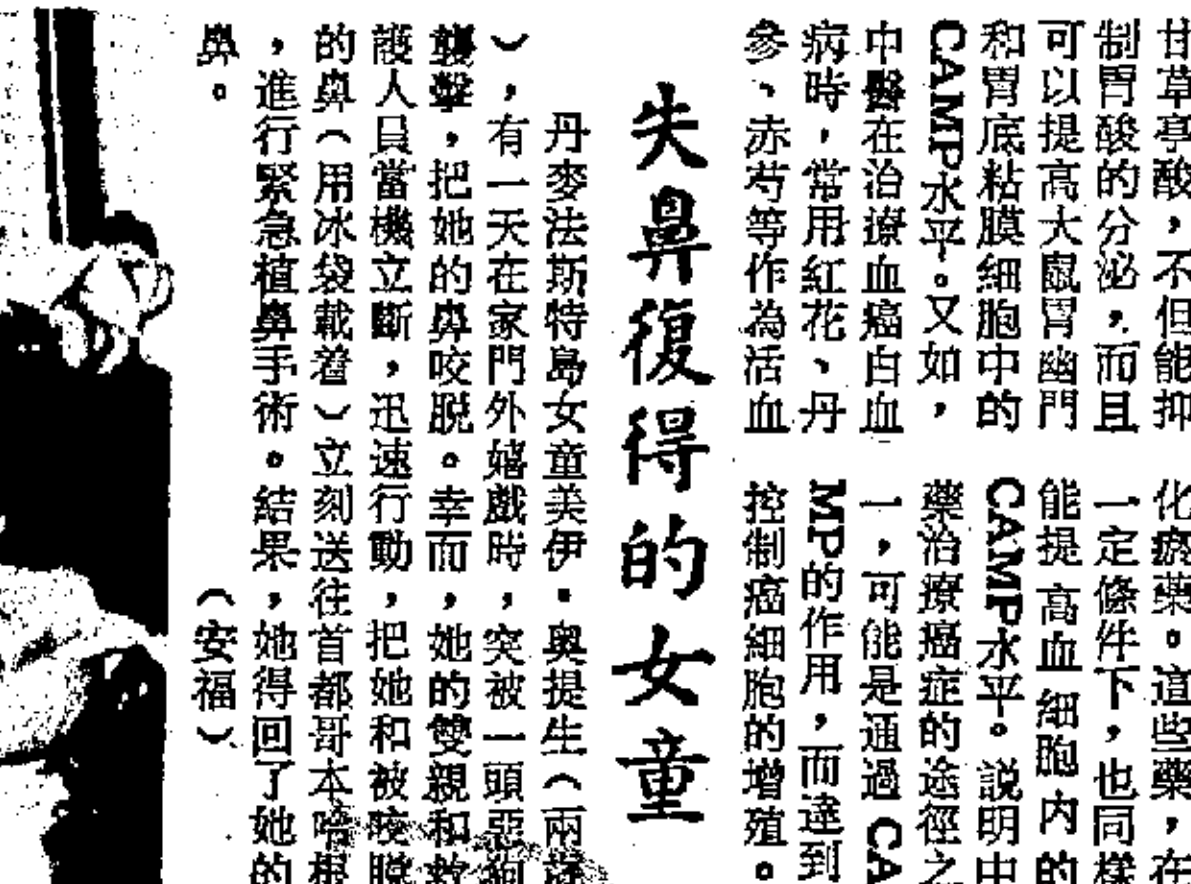 甘草亭酸，不但能抑
制胃酸的分泌，而且
可以提高大鼠胃幽門
和胃底粘膜細胞中的
CAMP水平。又如，
中醫在治療血癌白血
病時，常用紅花、丹
參、赤芍等作為活血
化瘀藥。這些藥，在
一定條件下，也同樣
能提高血細胞內的
CAMP水平。説明中
藥治療癌症的途徑之
一，可能是通過 CA
MP的作用，而達到
控制癌細胞的增殖。
失鼻復得的女童
丹麥法斯特島女童美伊·奧提生（兩歲
），有一天在家門外嬉戲時，突被一頭惡狗
襲擊，把她的鼻咬脱。幸而，她的雙親和救
護人員當機立斷，迅速行動，把她和被咬脱
的鼻（用冰袋載着）立刻送往首都哥本哈根
，進行緊急植鼻手術。結果，她得回了她的
鼻。 （安福）